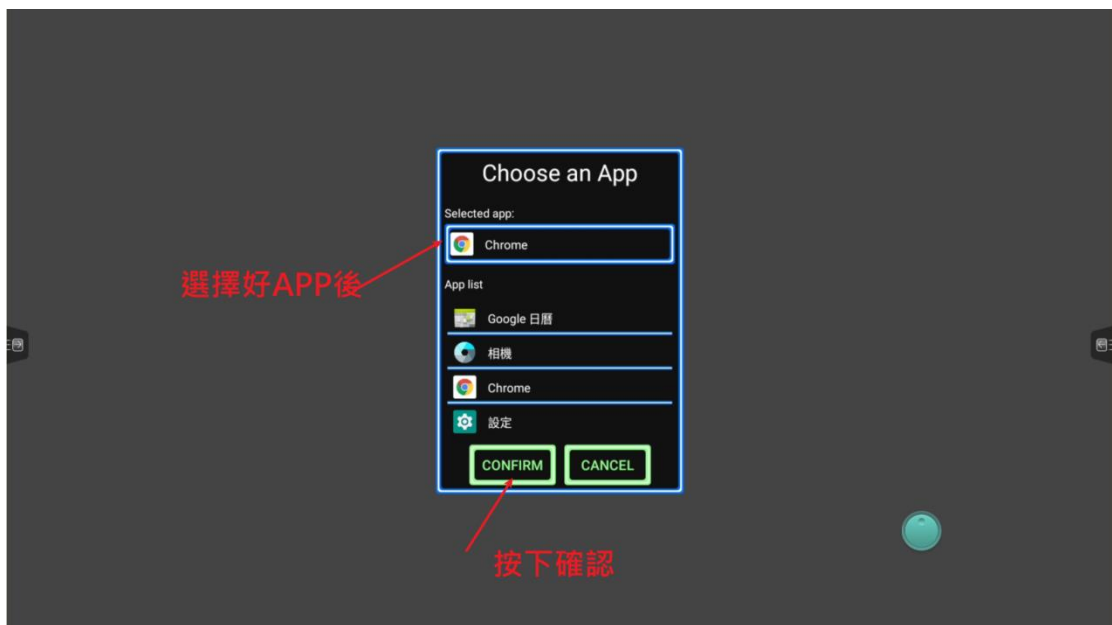 Choose an App
Selected app:
Chrome
選擇好APP後
App list
Google 日曆
相機
Chrome
設定
CONFIRM
CANCEL
按下確認